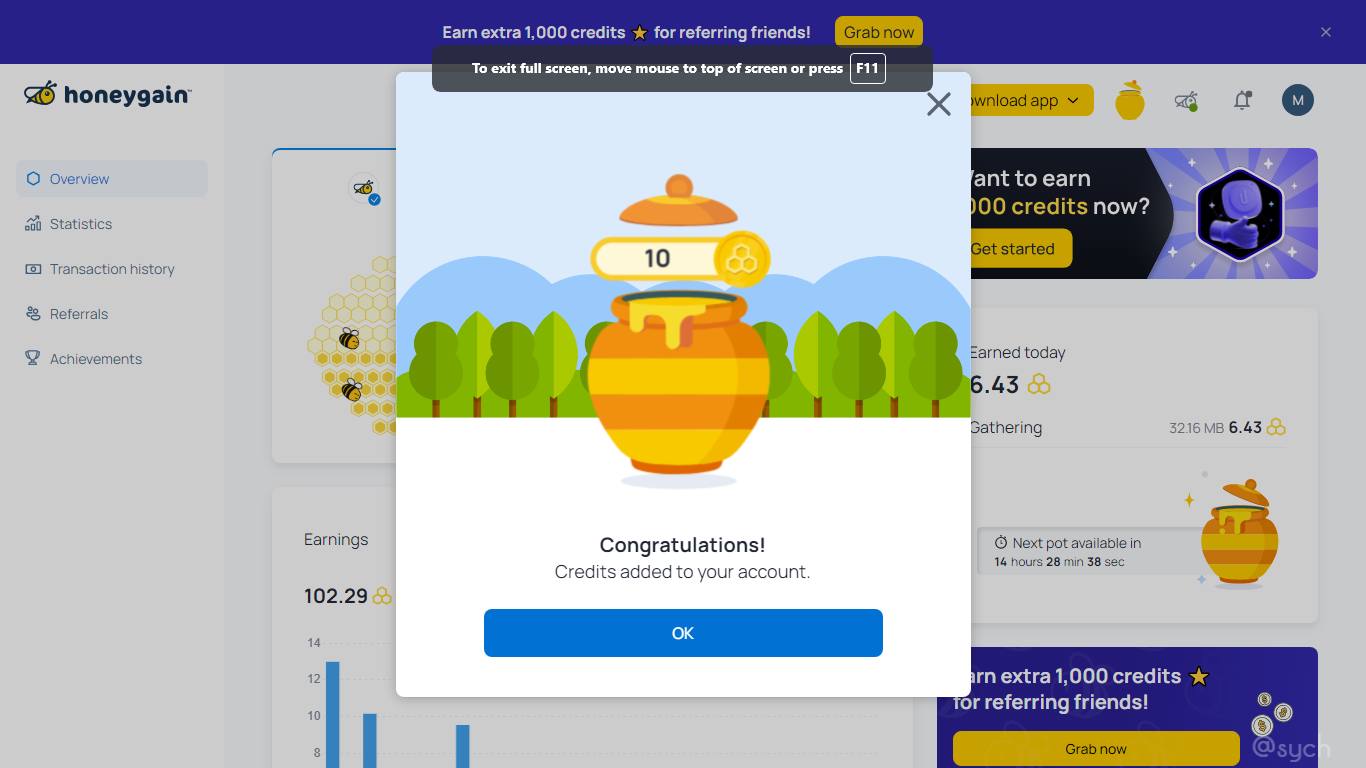 Earn extra 1,000 credits for referring friends!
Grab now
To exit full screen, move mouse to top of screen or press F11
honeygain
ownload app
M
Overview
Statistics
Transaction history
Referrals
Achievements
10
Congratulations!
Credits added to your account.
OK
Want to earn
000 credits now?
Get started
Earned today
6.43
Gathering
32.16 MB 6.43
Next pot available in
14 hours 28 min 38 sec
Earnings
102.29
14
12
10
8
arn extra 1,000 credits
for referring friends!
Grab now
@sych